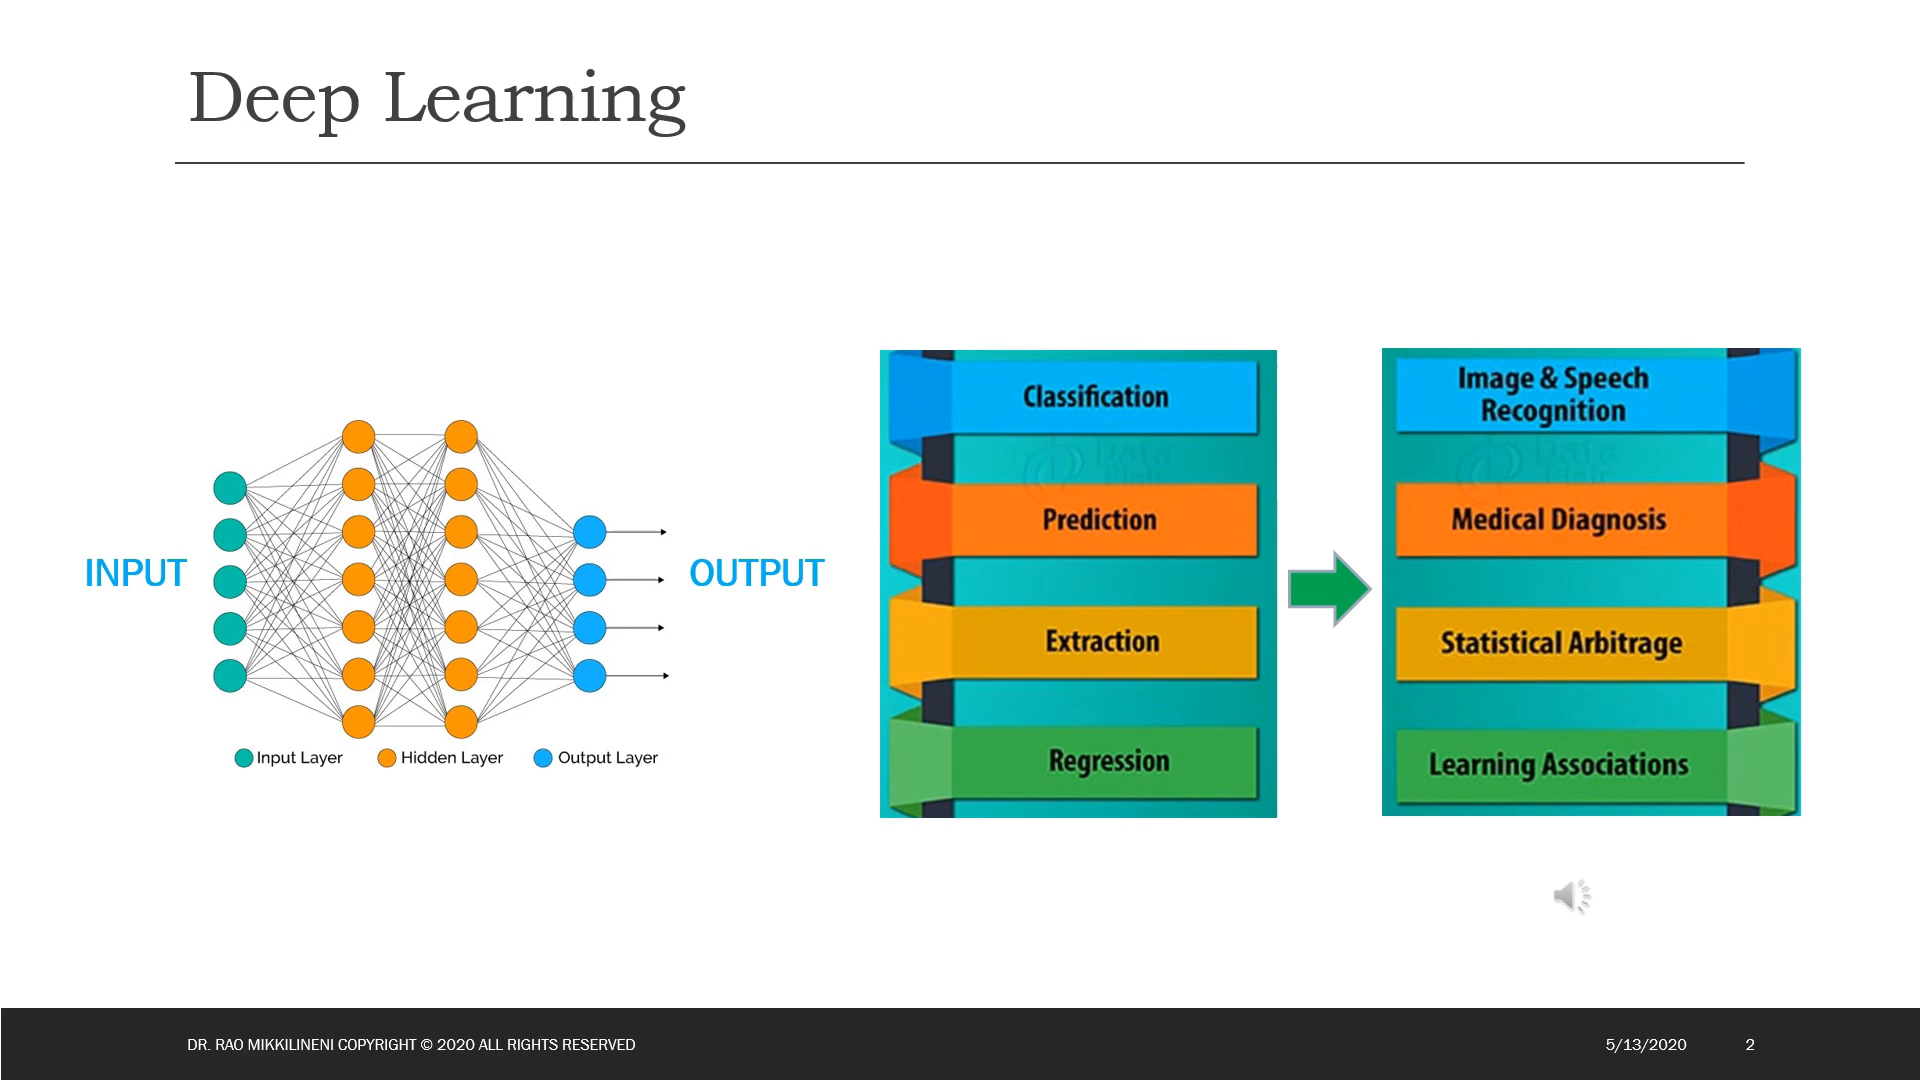 Deep Learning
INPUT
OUTPUT
Input Layer
Hidden Layer
Output Layer
Classification
Prediction
Extraction
Regression
Image & Speech
Recognition
Medical Diagnosis
Statistical Arbitrage
Learning Associations
DR. RAO MIKKILINENI COPYRIGHT © 2020 ALL RIGHTS RESERVED
5/13/2020
2